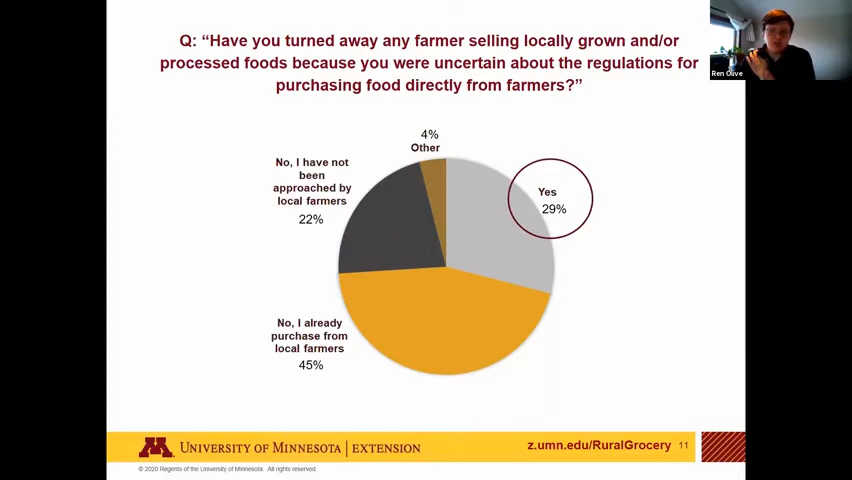 Q: “Have you turned away any farmer selling locally grown and/or
processed foods because you were uncertain about the regulations for
purchasing food directly from farmers?”
Ren Olive
4%
Other
No, I have not
been
approached by
local farmers
22%
Yes
29%
No, I already
purchase from
local farmers
45%
M
UNIVERSITY OF MINNESOTA | EXTENSION
z.umn.edu/RuralGrocery 11
© 2020 Regents of the University of Minnesota. All rights reserved.